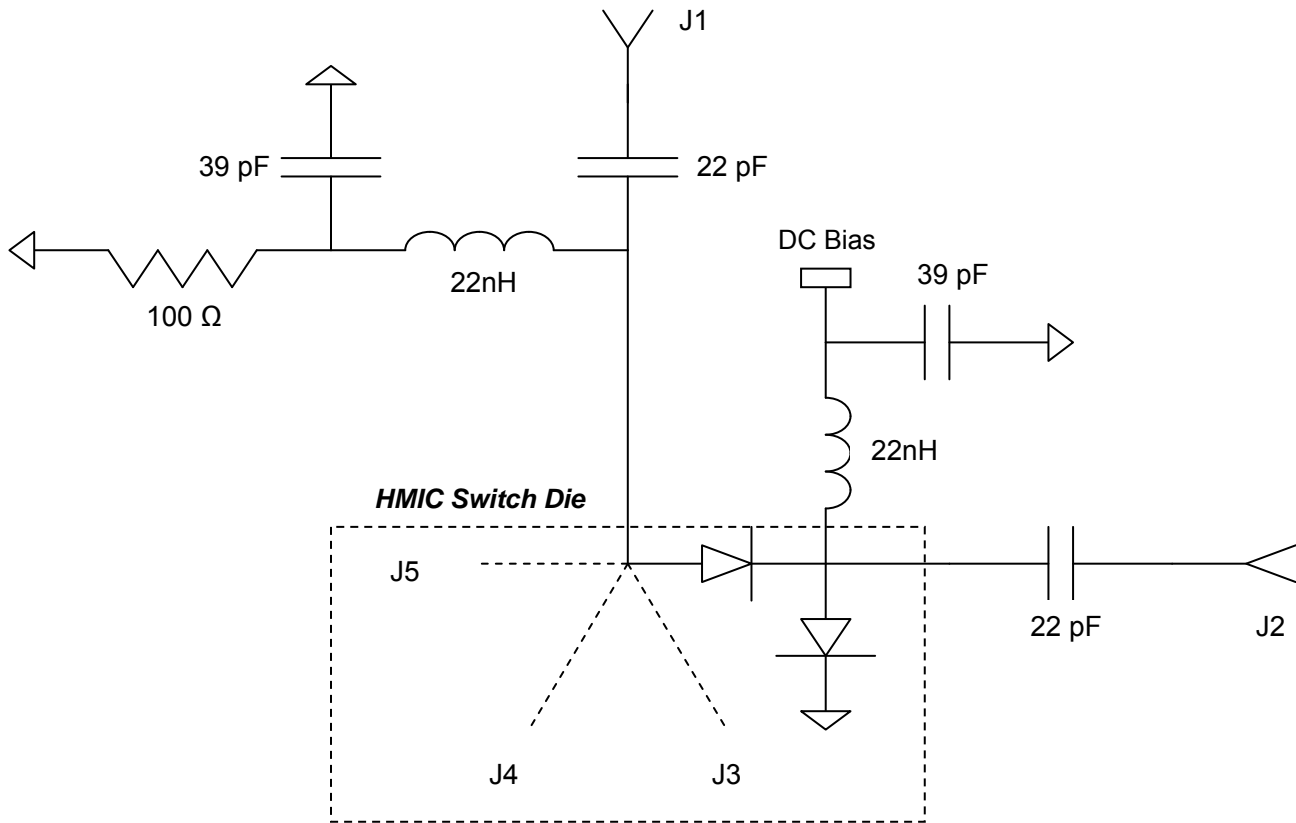 J1
39 pF
22 pF
DC Bias
22nH
39 pF
100 Ω
22nH
HMIC Switch Die
J5
22 pF
J2
J4
J3